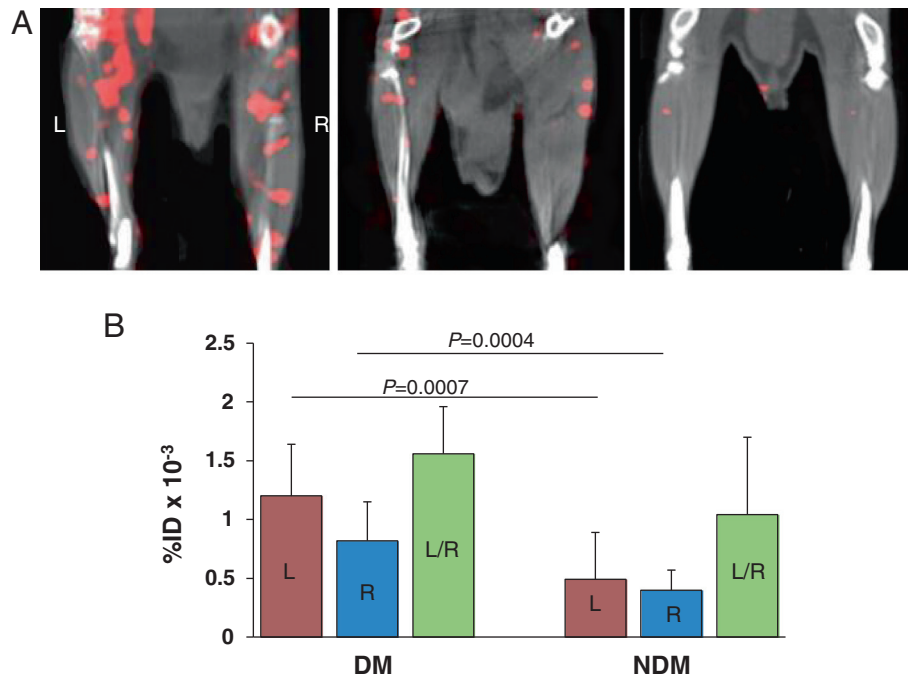 A
L
R
B
P=0.0004
P=0.0007
2.5
2
1.5
1
0.5
0
%ID x 10-3
L
R
L/R
L
R
L/R
DM
NDM